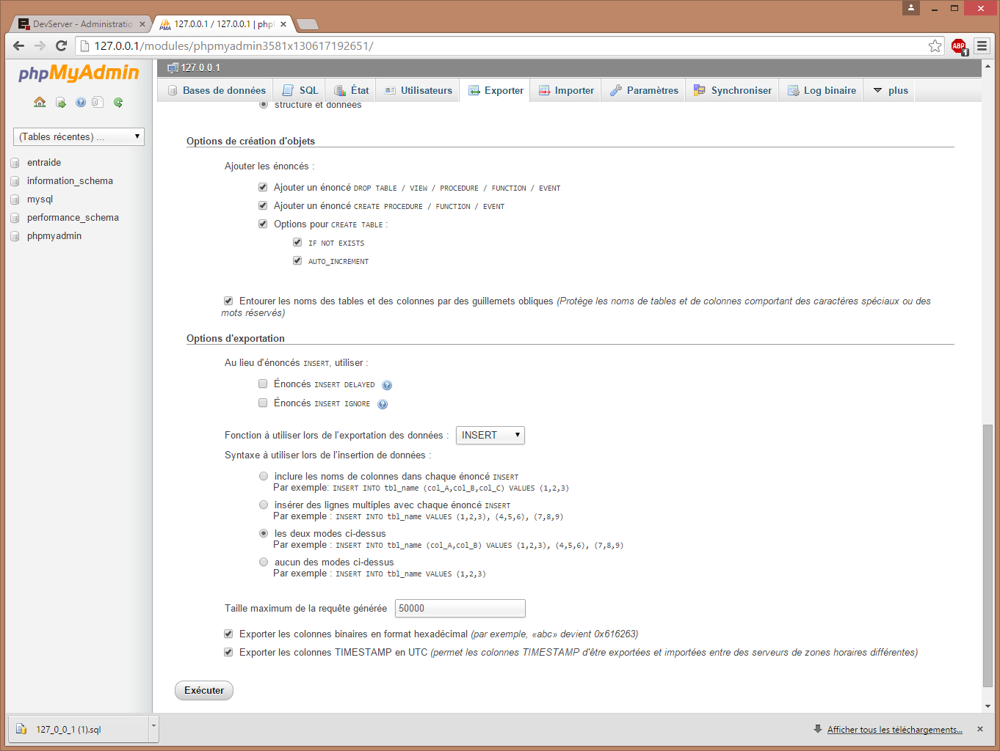 DevServer - Administratio
127.0.0.1 / 127.0.0.1 | phpI
127.0.0.1/modules/phpmyadmin3581x130617192651/
ABP
1
phpMyAdmin
(Tables récentes) ...
entraide
information_schema
mysql
performance_schema
phpmyadmin
127.0.0.1
Bases de données SQL État Utilisateurs Exporter Importer Paramètres Synchroniser Log binaire plus
structure et données
Options de création d'objets
Ajouter les énoncés :
Ajouter un énoncé DROP TABLE / VIEW / PROCEDURE / FUNCTION / EVENT
Ajouter un énoncé CREATE PROCEDURE / FUNCTION / EVENT
Options pour CREATE TABLE :
IF NOT EXISTS
AUTO_INCREMENT
Entourer les noms des tables et des colonnes par des guillemets obliques (Protège les noms de tables et de colonnes comportant des caractères spéciaux ou des
mots réservés)
Options d'exportation
Au lieu d'énoncés INSERT, utiliser :
Énoncés INSERT DELAYED
Énoncés INSERT IGNORE
Fonction à utiliser lors de l'exportation des données : INSERT
Syntaxe à utiliser lors de l'insertion de données :
inclure les noms de colonnes dans chaque énoncé INSERT
Par exemple: INSERT INTO tbl_name (col_A,col_B,col_C) VALUES (1,2,3)
insérer des lignes multiples avec chaque énoncé INSERT
Par exemple : INSERT INTO tbl_name VALUES (1,2,3), (4,5,6), (7,8,9)
les deux modes ci-dessus
Par exemple : INSERT INTO tbl_name (col_A,col_B) VALUES (1,2,3), (4,5,6), (7,8,9)
aucun des modes ci-dessus
Par exemple : INSERT INTO tbl_name VALUES (1,2,3)
Taille maximum de la requête générée 50000
Exporter les colonnes binaires en format hexadécimal (par exemple, «abc» devient 0x616263)
Exporter les colonnes TIMESTAMP en UTC (permet les colonnes TIMESTAMP d'être exportées et importées entre des serveurs de zones horaires différentes)
Exécuter
127_0_0_1 (1).sql
Afficher tous les téléchargements...